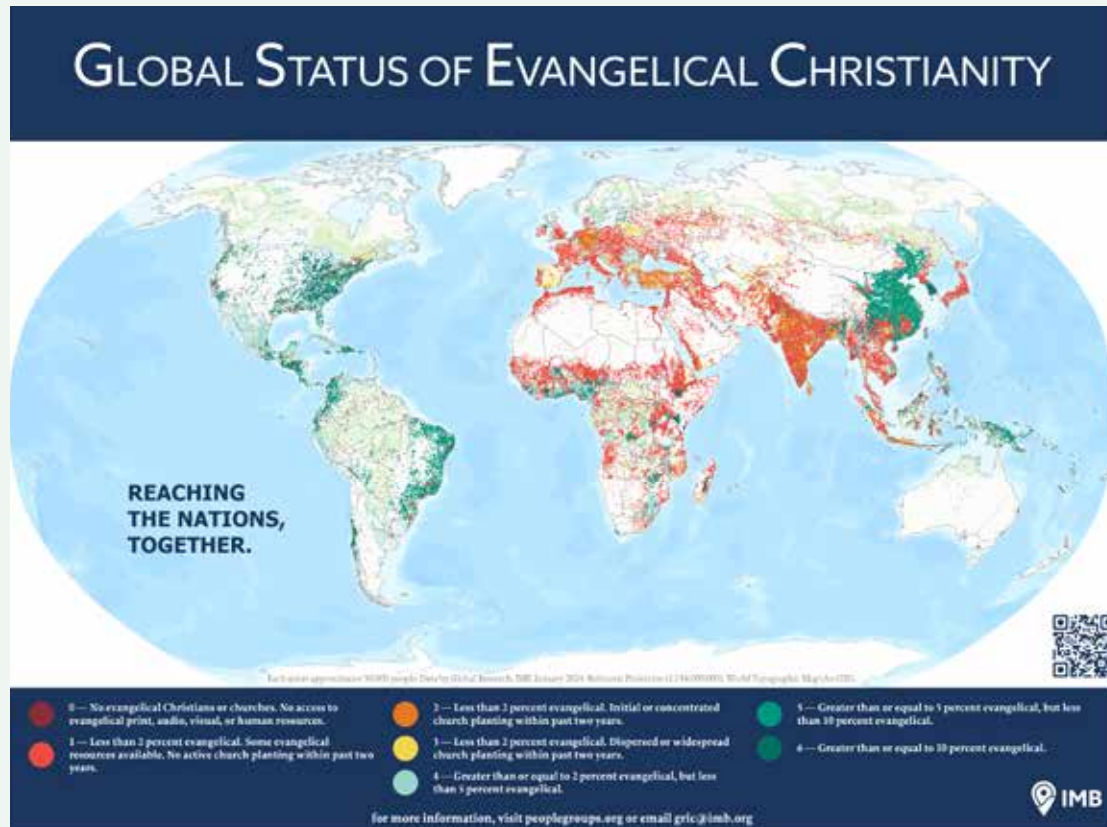 GLOBAL STATUS OF EVANGELICAL CHRISTIANITY
REACHING
THE NATIONS,
TOGETHER.
0 — No evangelical Christians or churches. No access to
evangelical print, audio, visual, or human resources.
1 — Less than 2 percent evangelical. Some evangelical
resources available. No active church planting within past two
years.
2 — Less than 2 percent evangelical. Initial or concentrated
church planting within past two years.
3 — Less than 2 percent evangelical. Dispersed or widespread
church planting within past two years.
4 — Greater than or equal to 2 percent evangelical, but less
than 5 percent evangelical.
5 — Greater than or equal to 5 percent evangelical, but less
than 10 percent evangelical.
6 — Greater than or equal to 10 percent evangelical.
for more information, visit peoplegroups.org or email gric@imb.org
IMB